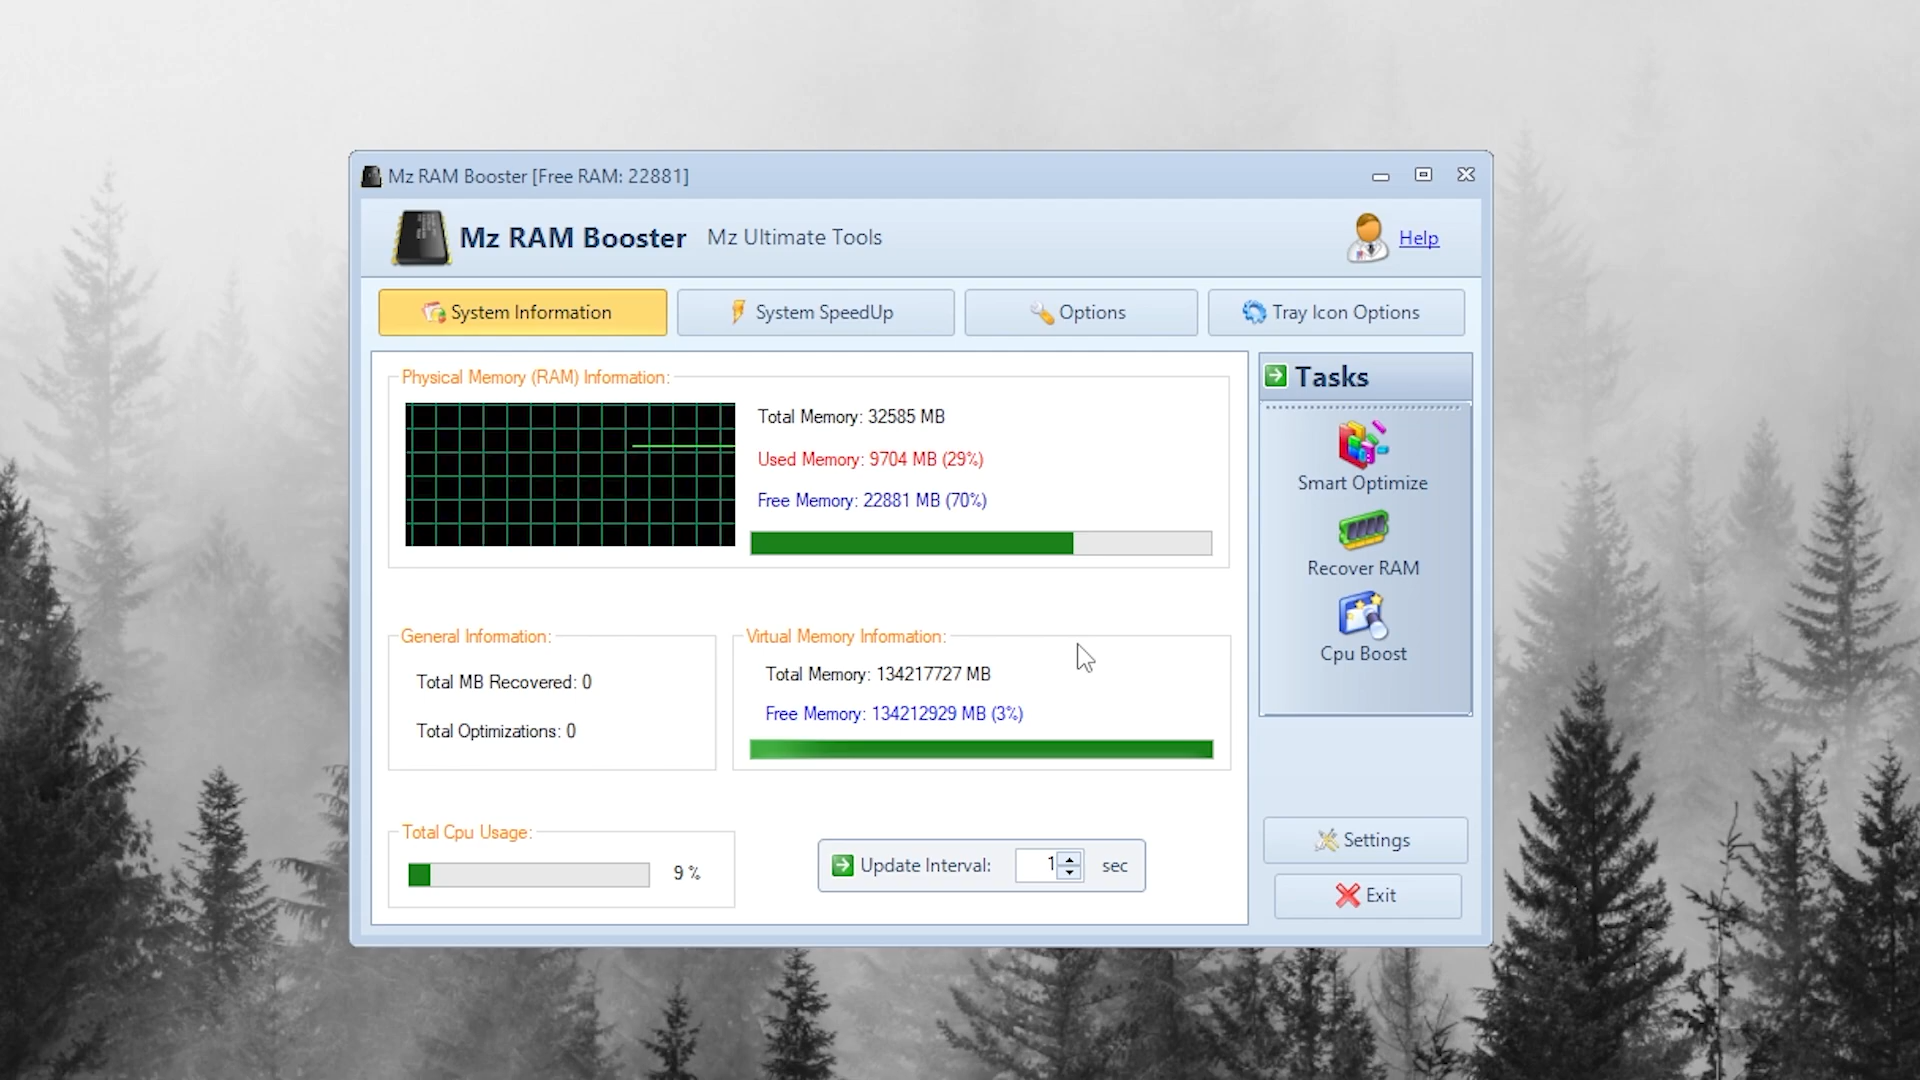 Mz RAM Booster [Free RAM: 22881]
Mz RAM Booster Mz Ultimate Tools
Help
System Information
System SpeedUp
Options
Tray Icon Options
Physical Memory (RAM) Information:
Total Memory: 32585 MB
Used Memory: 9704 MB (29%)
Free Memory: 22881 MB (70%)
General Information:
Total MB Recovered: 0
Total Optimizations: 0
Virtual Memory Information:
Total Memory: 134217727 MB
Free Memory: 134212929 MB (3%)
Total Cpu Usage:
9 %
Update Interval: 1 sec
Tasks
Smart Optimize
Recover RAM
Cpu Boost
Settings
Exit